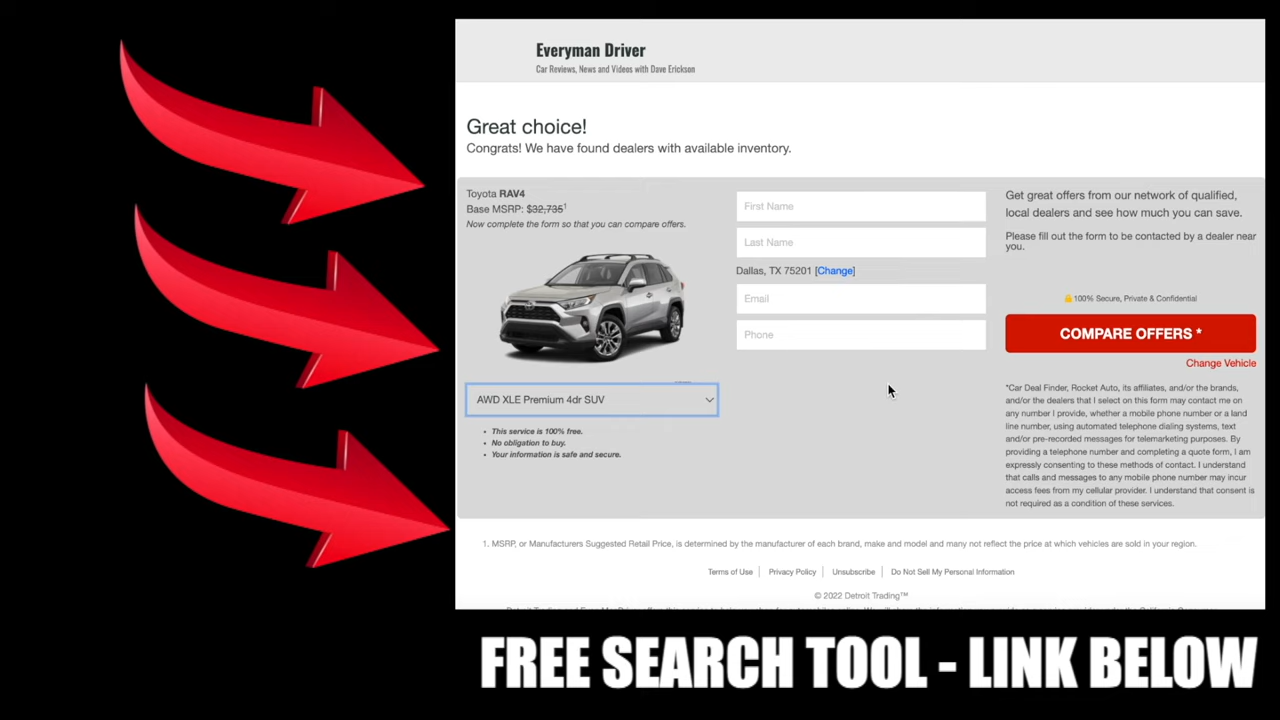 Everyman Driver
Car Reviews, News and Videos with Dave Erickson
Great choice!
Congrats! We have found dealers with available inventory.
Toyota RAV4
Base MSRP: $32,735¹
Now complete the form so that you can compare offers.
AWD XLE Premium 4dr SUV
• This service is 100% free.
• No obligation to buy.
• Your information is safe and secure.
First Name
Last Name
Dallas, TX 75201 [Change]
Email
Phone
Get great offers from our network of qualified,
local dealers and see how much you can save.
Please fill out the form to be contacted by a dealer near
you.
100% Secure, Private & Confidential
COMPARE OFFERS *
Change Vehicle
*Car Deal Finder, Rocket Auto, its affiliates, and/or the brands,
and/or the dealers that I select on this form may contact me on
any number I provide, whether a mobile phone number or a land
line number, using automated telephone dialing systems, text
and/or pre-recorded messages for telemarketing purposes. By
providing a telephone number and completing a quote form, I am
expressly consenting to these methods of contact. I understand
that calls and messages to any mobile phone number may incur
access fees from my cellular provider. I understand that consent is
not required as a condition of these services.
1. MSRP, or Manufacturers Suggested Retail Price, is determined by the manufacturer of each brand, make and model and many not reflect the price at which vehicles are sold in your region.
Terms of Use | Privacy Policy | Unsubscribe | Do Not Sell My Personal Information
© 2022 Detroit Trading™
FREE SEARCH TOOL - LINK BELOW